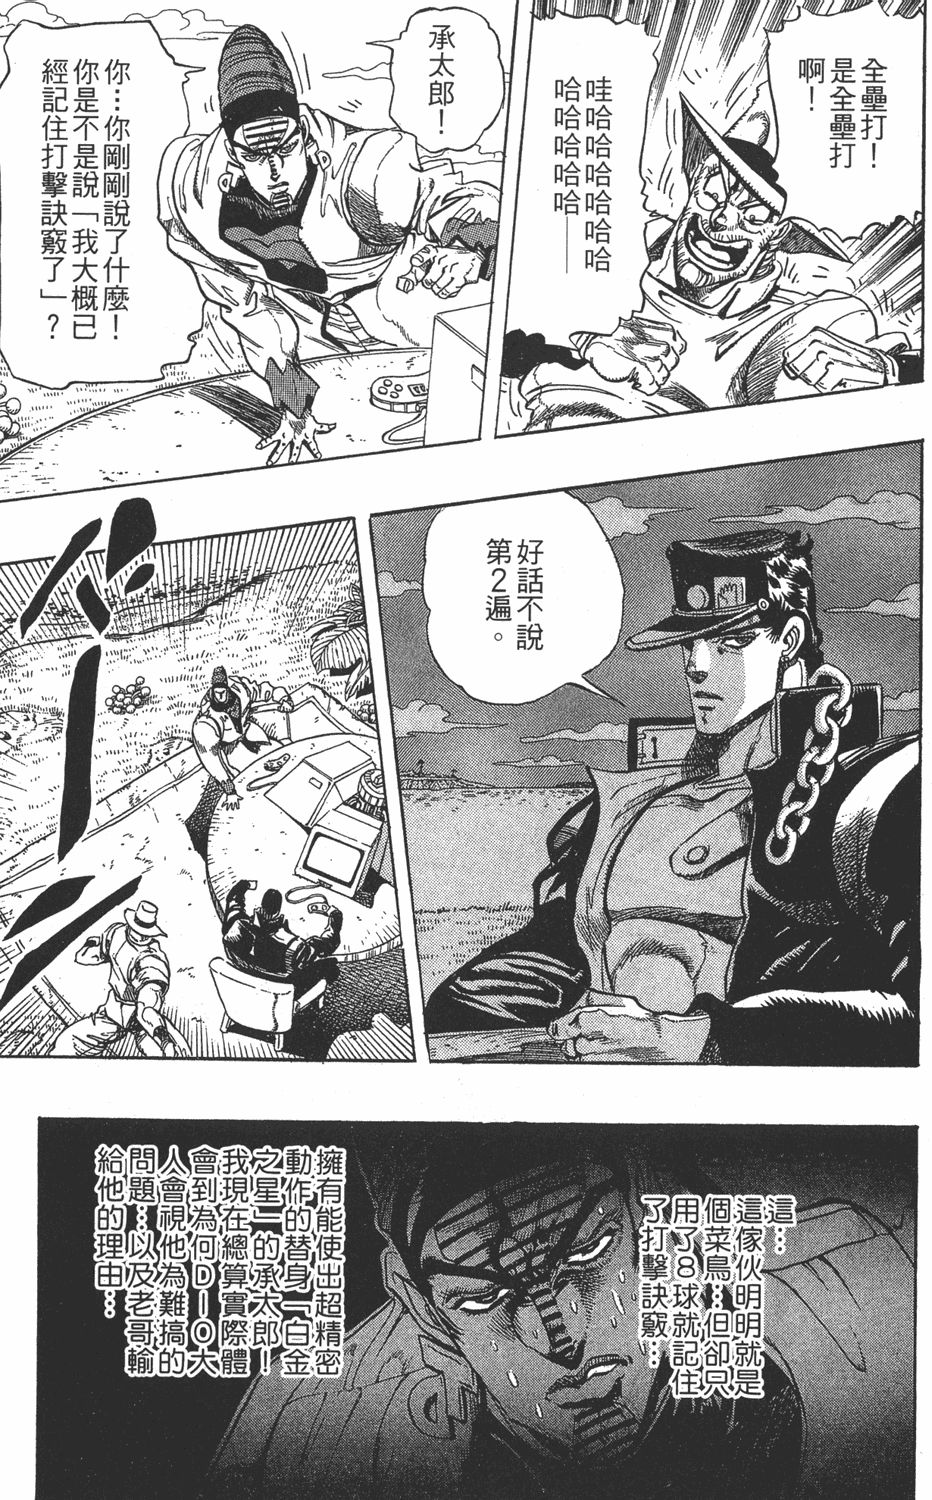 全壘打！
是全壘打
啊！
哇哈哈哈哈哈哈
哈哈哈哈哈——
承太郎！
你…你剛剛說了什麼！
你是不是說「我大概已
經記住打擊訣竅了」？
好話不說
第2遍。
バーン
這…
這傢伙明明就是
個菜鳥…但卻只
用了8球就記住
了打擊訣竅…
擁有能使出超精密
動作的替身「白金
之星」的承太郎！
我現在總算實際體
會到為何DIO大
人會視他為難搞的
問題…以及老哥輸
給他的理由…